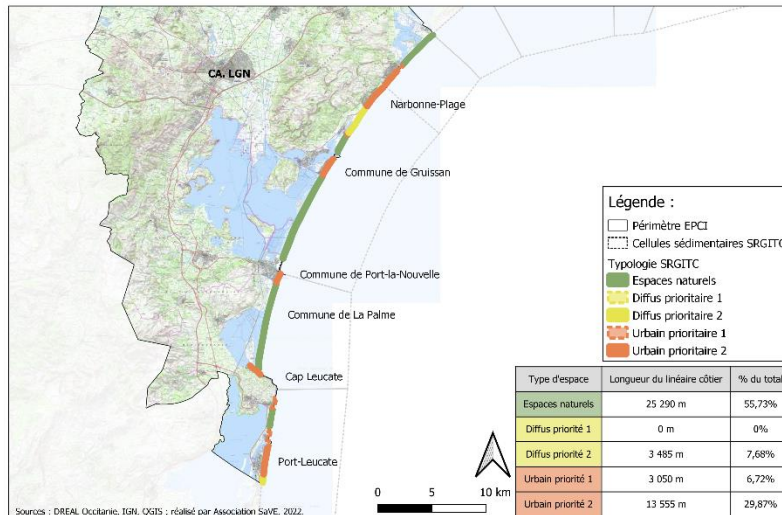 CA. LGN
Narbonne-Plage
Commune de Gruissan
Commune de Port-la-Nouvelle
Commune de La Palme
Cap Leucate
Port-Leucate
Légende :
Périmètre EPCI
Cellules sédimentaires SRGITC
Typologie SRGITC
Espaces naturels
Diffus prioritaire 1
Diffus prioritaire 2
Urbain prioritaire 1
Urbain prioritaire 2
Type d'espace Longueur du linéaire côtier % du total
Espaces naturels 25 290 m 55,73%
Diffus priorité 1 0 m 0%
Diffus priorité 2 3 485 m 7,68%
Urbain priorité 1 3 050 m 6,72%
Urbain priorité 2 13 555 m 29,87%
0 5 10 km
Sources : DREAL Occitanie, IGN, QGIS ; réalisé par Association SaVE, 2022.